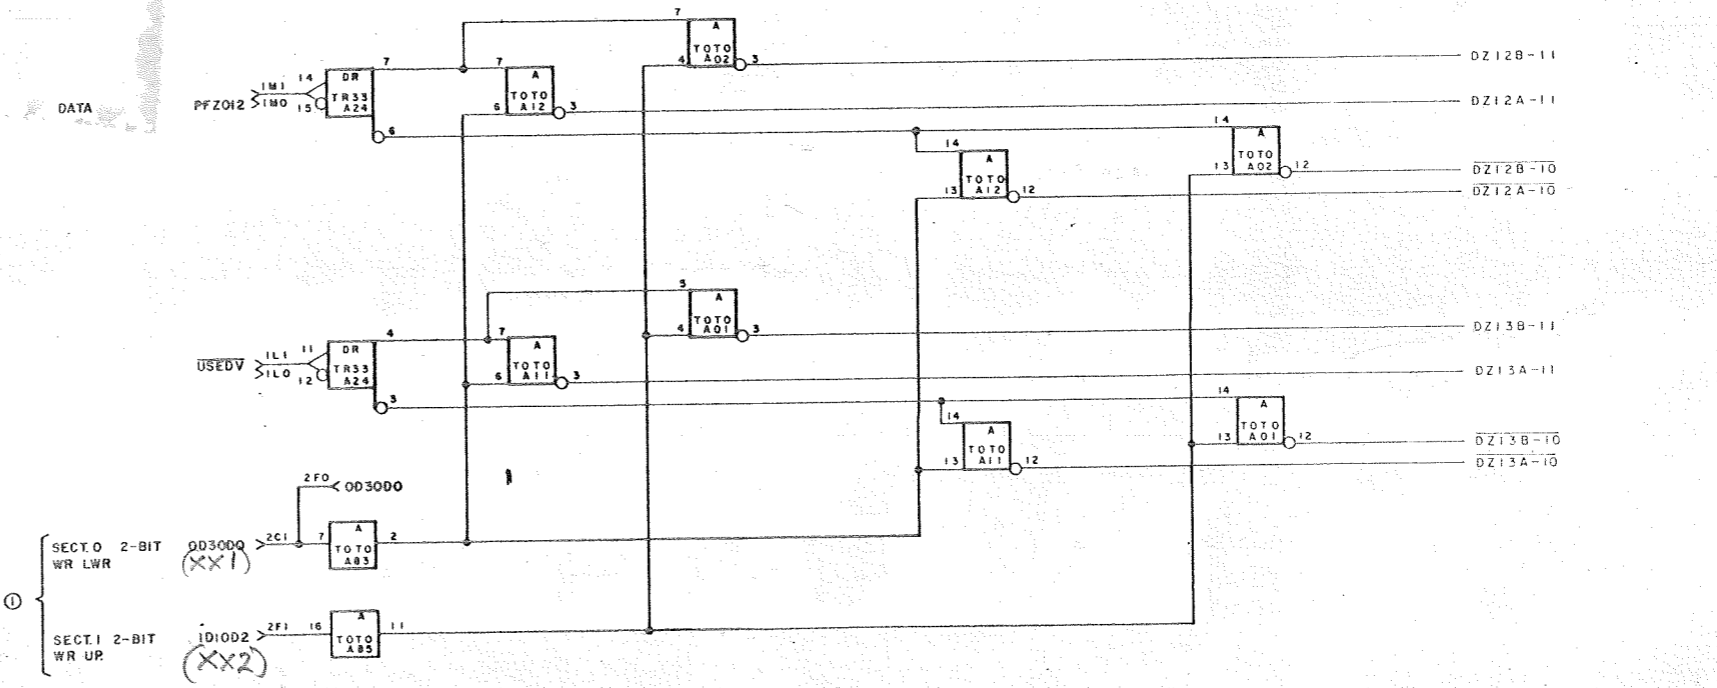 7
A
TOTO
A02
4
3
DZ12B-11
7
7
A
TOTO
A12
6
3
DZ12A-11
DATA
PFZ012
1M1
1M0
14
15
DR
TR33
A24
6
14
A
TOTO
A12
13
12
14
A
TOTO
A02
13
12
DZ12B-10
DZ12A-10
5
A
TOTO
A01
4
3
DZ13B-11
USEDV
1L1
1L0
11
12
DR
TR33
A24
4
7
A
TOTO
A11
6
3
DZ13A-11
3
14
A
TOTO
A11
13
12
14
A
TOTO
A01
13
12
DZ13B-10
DZ13A-10
2F0
0D30D0
1
SECT.0 2-BIT
WR LWR
0D30D0
(XX1)
2C1
7
A
TOTO
A83
2
SECT.1 2-BIT
WR UP.
1D10D2
(XX2)
2F1
16
A
TOTO
A85
11